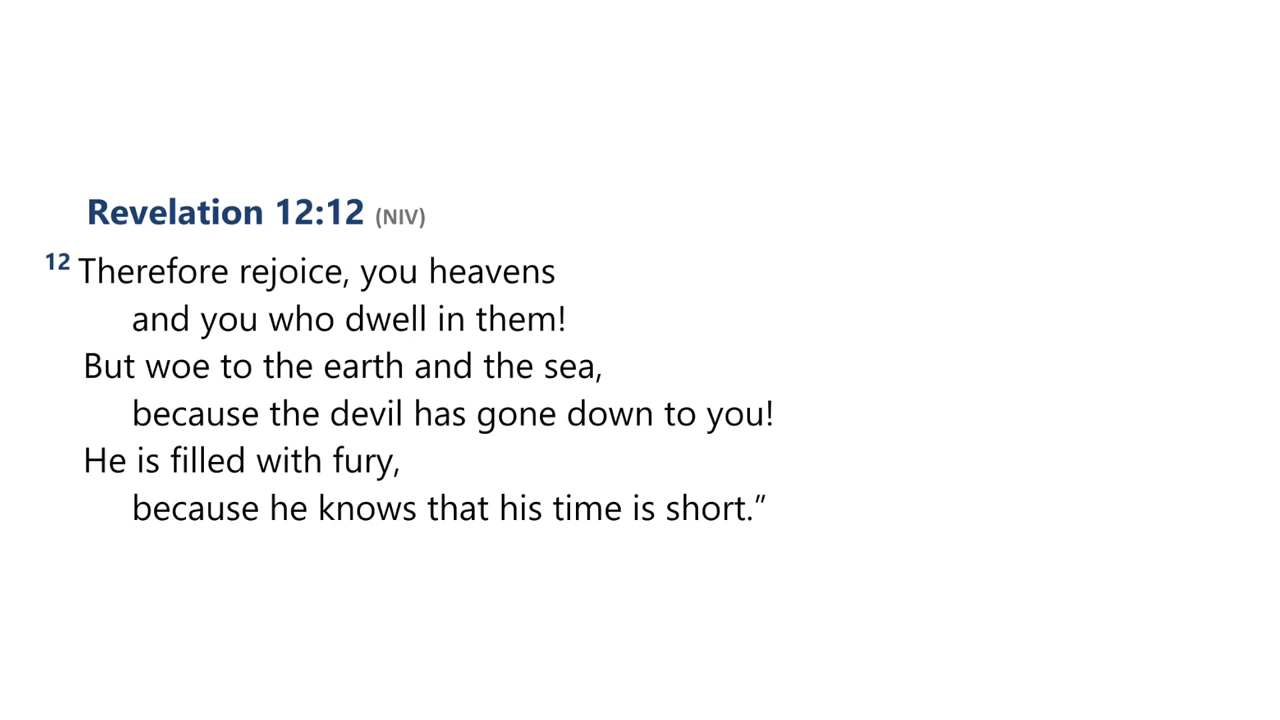 Revelation 12:12 (NIV)
12 Therefore rejoice, you heavens
and you who dwell in them!
But woe to the earth and the sea,
because the devil has gone down to you!
He is filled with fury,
because he knows that his time is short.”